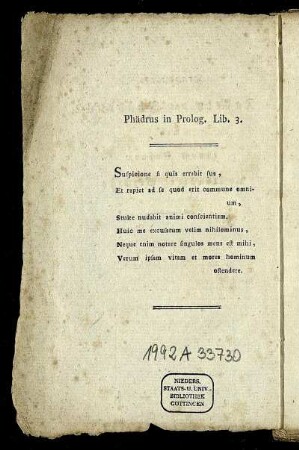 Phädrus in Prolog. Lib. 3.
Suspicione si quis errabit sua,
Et rapiet ad se quod erit commune omni-
um,
Stulte nudabit animi conscientiam,
Huic me excusatum velim nihilominus,
Neque enim notare singulos mens est mihi,
Verum ipsam vitam et mores hominum
ostendere.
1992 A 33730
NIEDERS.
STAATS- U. UNIV.-
BIBLIOTHEK
GÖTTINGEN